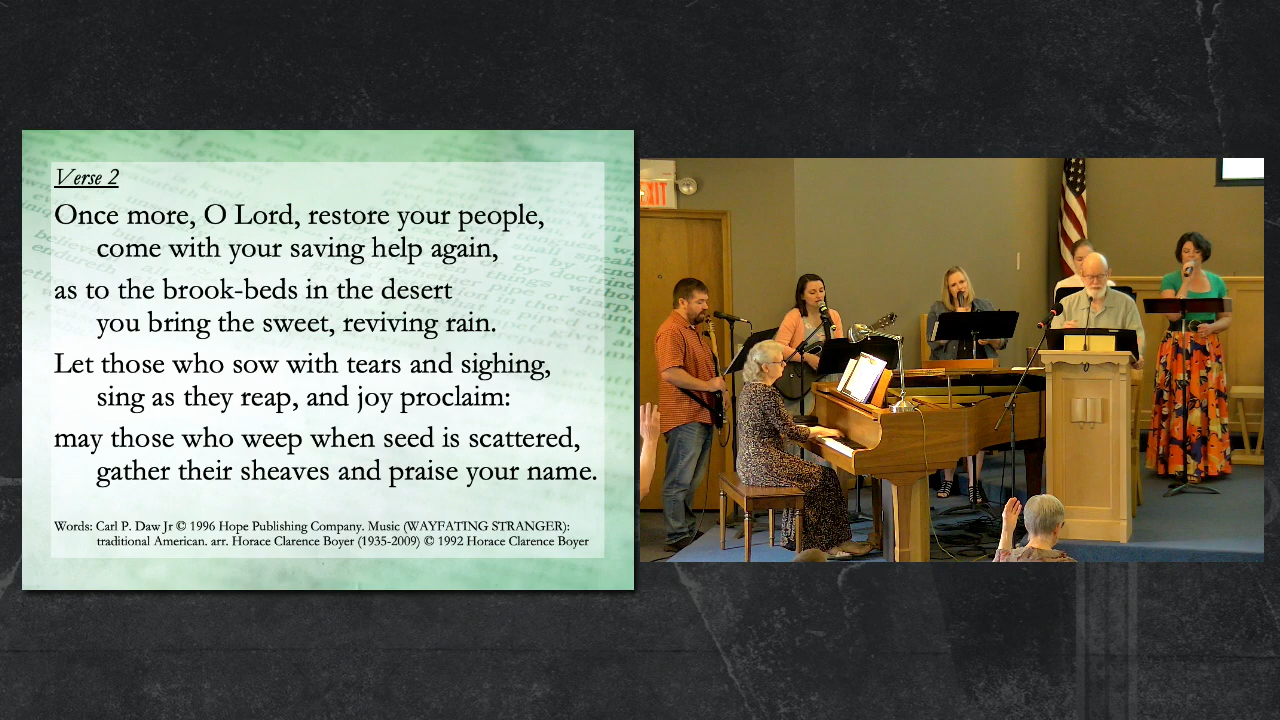 Verse 2
Once more, O Lord, restore your people,
come with your saving help again,
as to the brook-beds in the desert
you bring the sweet, reviving rain.
Let those who sow with tears and sighing,
sing as they reap, and joy proclaim:
may those who weep when seed is scattered,
gather their sheaves and praise your name.
Words: Carl P. Daw Jr © 1996 Hope Publishing Company. Music (WAYFATING STRANGER):
traditional American. arr. Horace Clarence Boyer (1935-2009) © 1992 Horace Clarence Boyer
EXIT